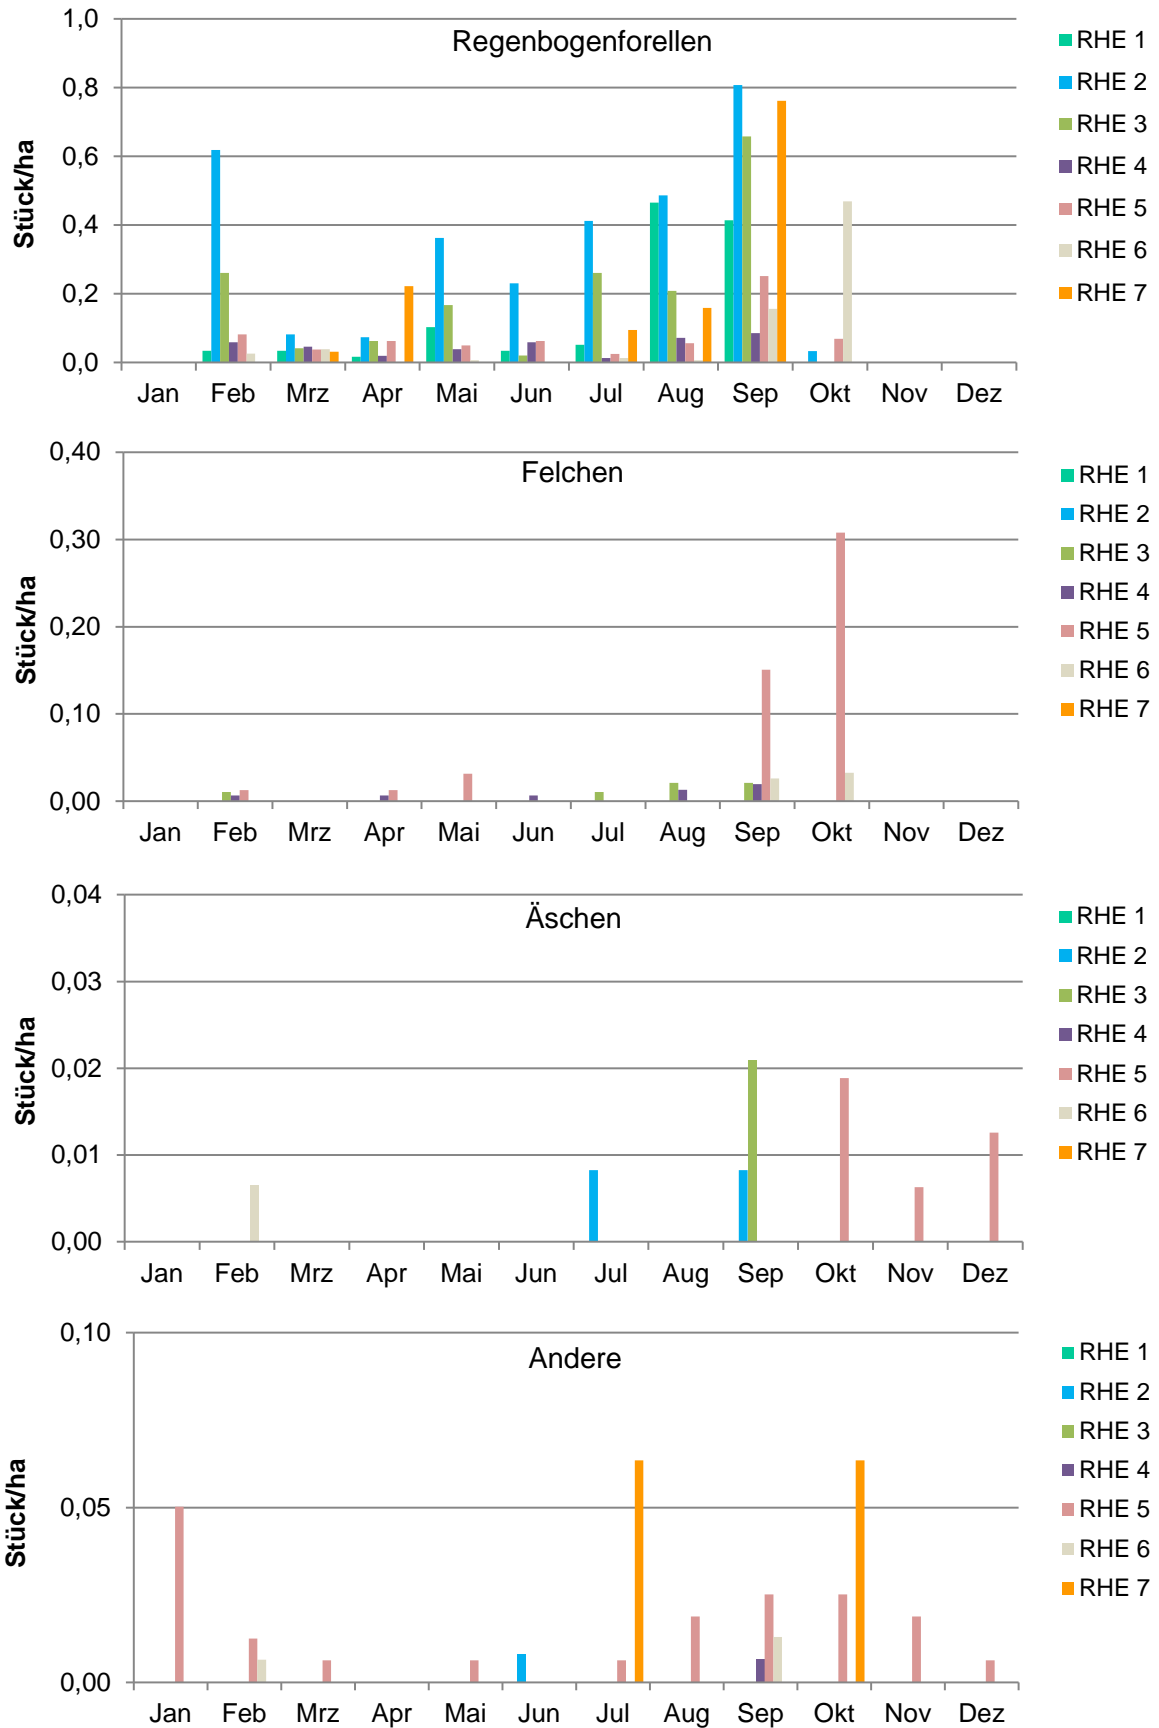 Regenbogenforellen
Stück/ha
1,0
0,8
0,6
0,4
0,2
0,0
Jan Feb Mrz Apr Mai Jun Jul Aug Sep Okt Nov Dez
RHE 1
RHE 2
RHE 3
RHE 4
RHE 5
RHE 6
RHE 7
Felchen
Stück/ha
0,40
0,30
0,20
0,10
0,00
Jan Feb Mrz Apr Mai Jun Jul Aug Sep Okt Nov Dez
RHE 1
RHE 2
RHE 3
RHE 4
RHE 5
RHE 6
RHE 7
Äschen
Stück/ha
0,04
0,03
0,02
0,01
0,00
Jan Feb Mrz Apr Mai Jun Jul Aug Sep Okt Nov Dez
RHE 1
RHE 2
RHE 3
RHE 4
RHE 5
RHE 6
RHE 7
Andere
Stück/ha
0,10
0,05
0,00
Jan Feb Mrz Apr Mai Jun Jul Aug Sep Okt Nov Dez
RHE 1
RHE 2
RHE 3
RHE 4
RHE 5
RHE 6
RHE 7